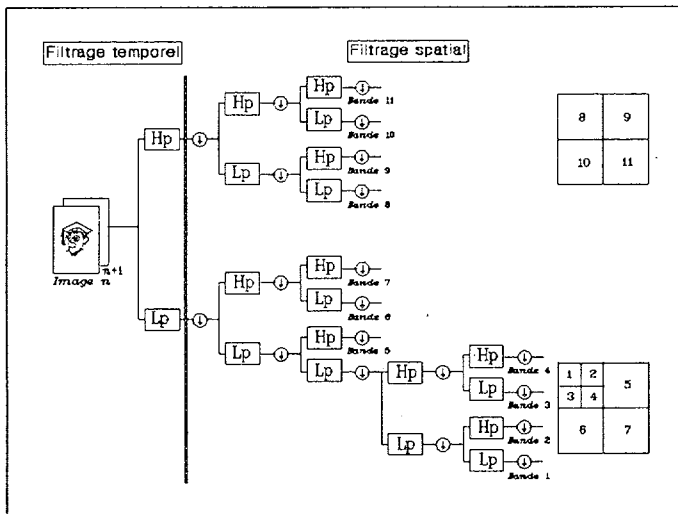 Filtrage temporel
Filtrage spatial
Hp
Hp
Hp
Bande 11
Lp
Bande 10
Lp
Hp
Bande 9
Lp
Bande 8
8 9
10 11
Image n
n+1
Lp
Hp
Hp
Bande 7
Lp
Bande 6
Lp
Hp
Bande 5
Lp
Hp
Hp
Bande 4
Lp
Bande 3
Lp
Hp
Bande 2
Lp
Bande 1
1 2 5
3 4
6 7